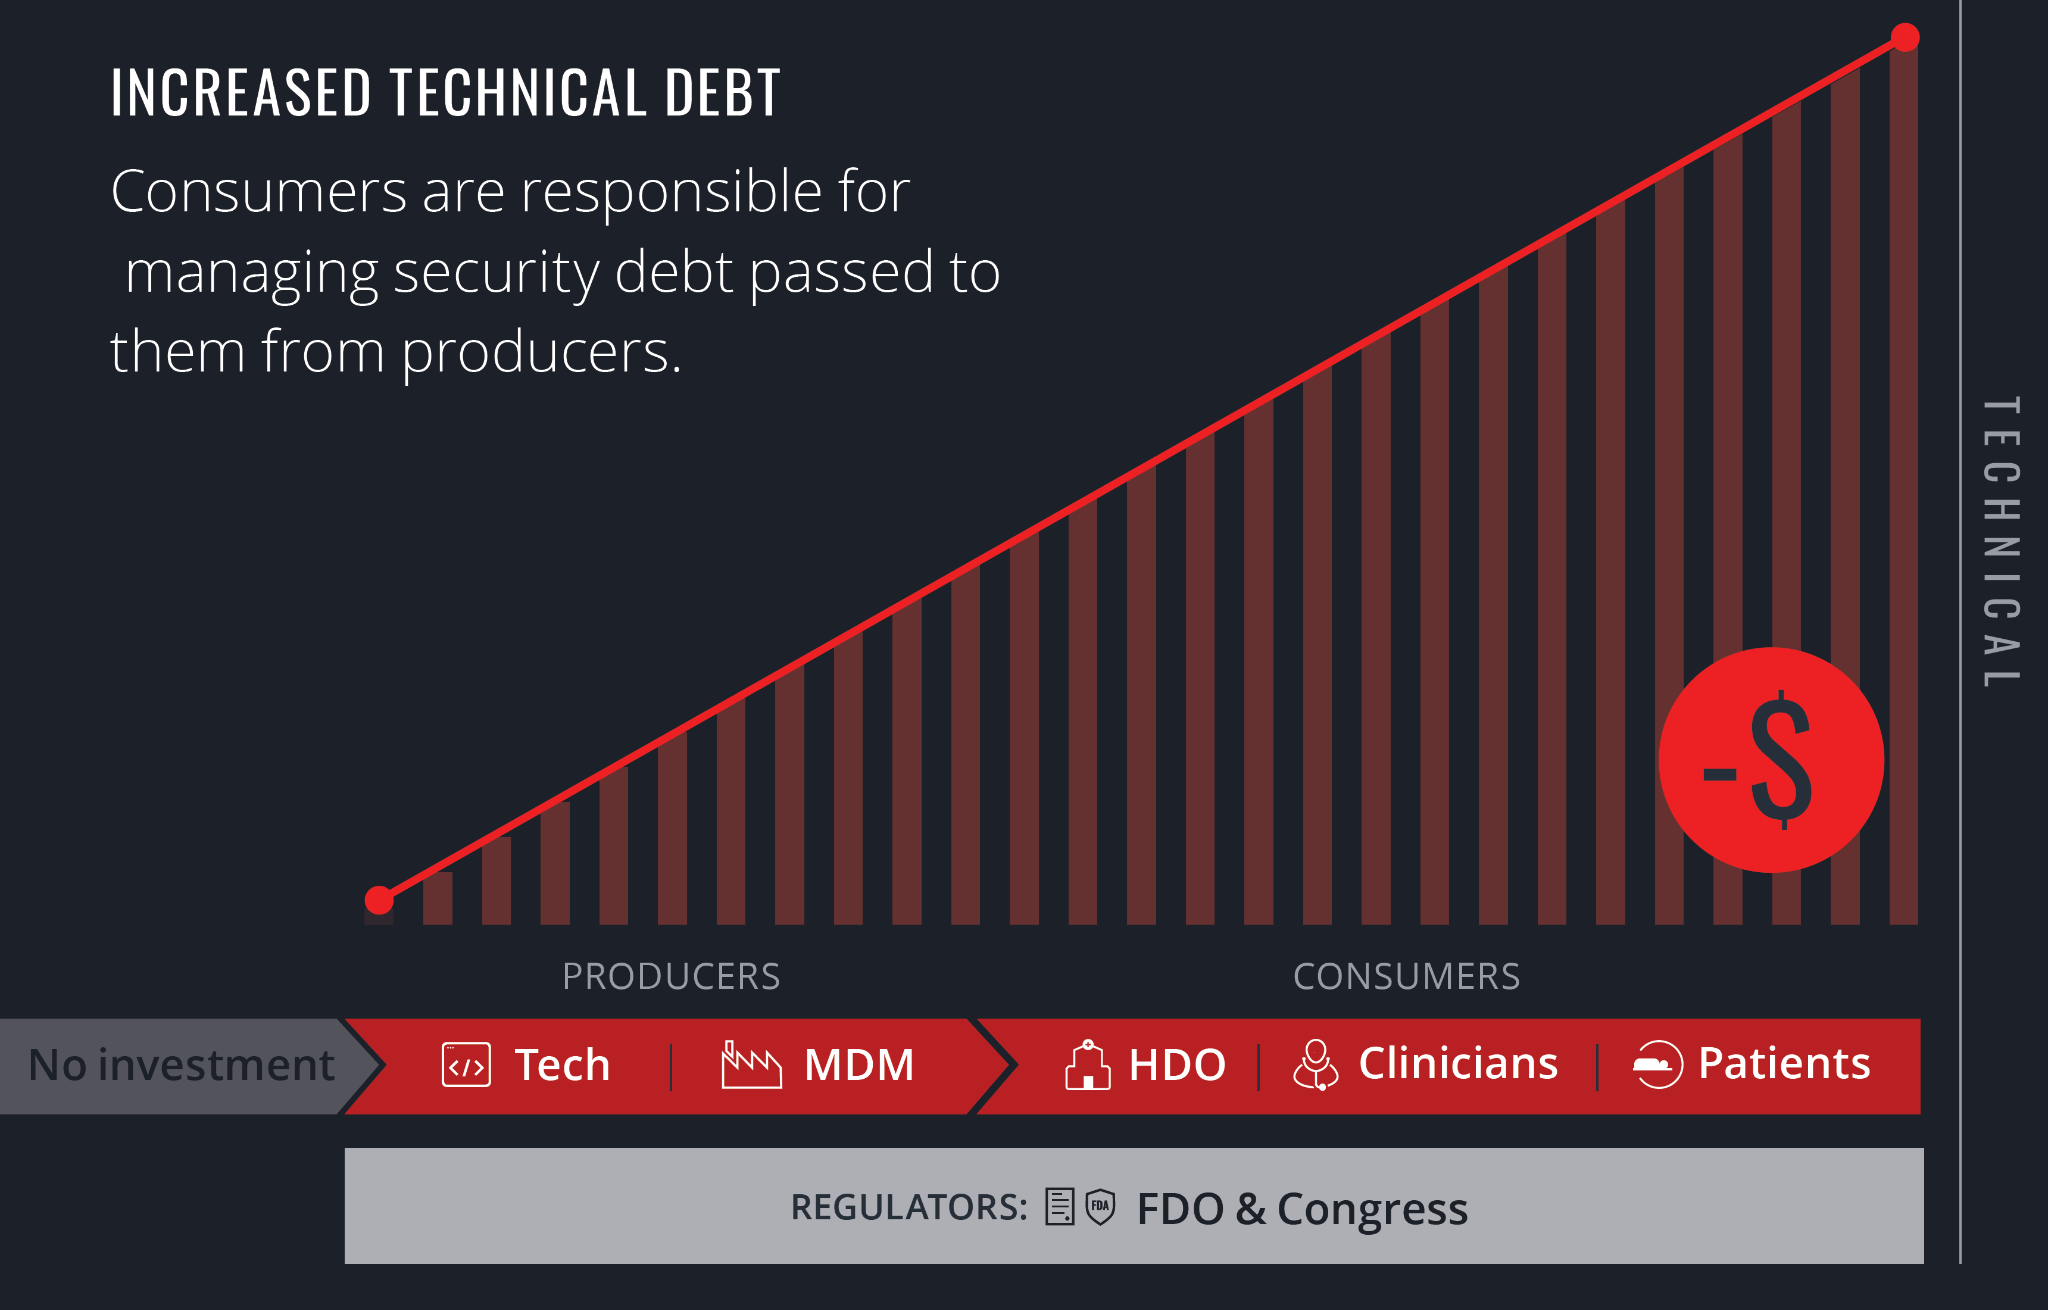 INCREASED TECHNICAL DEBT
Consumers are responsible for
managing security debt passed to
them from producers.
TECHNICAL
-$
PRODUCERS
CONSUMERS
No investment
</> Tech
MDM
HDO
Clinicians
Patients
REGULATORS: FDA FDO & Congress